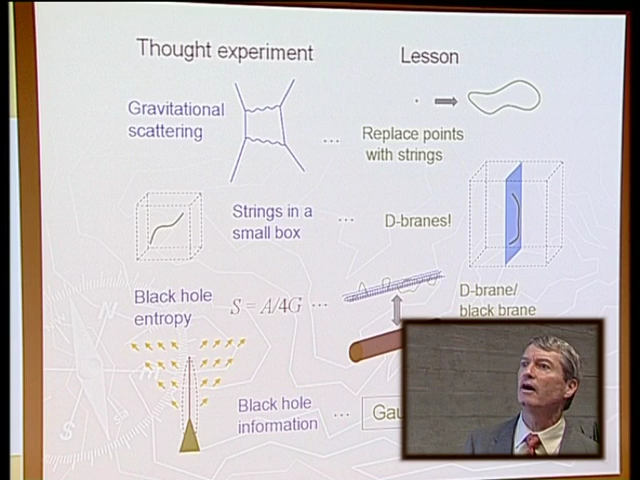 Thought experiment
Lesson
Gravitational
scattering
...
Replace points
with strings
Strings in a
small box
...
D-branes!
Black hole
entropy
S = A/4G ...
D-brane/
black brane
N
S
Black hole
information
...
Gau